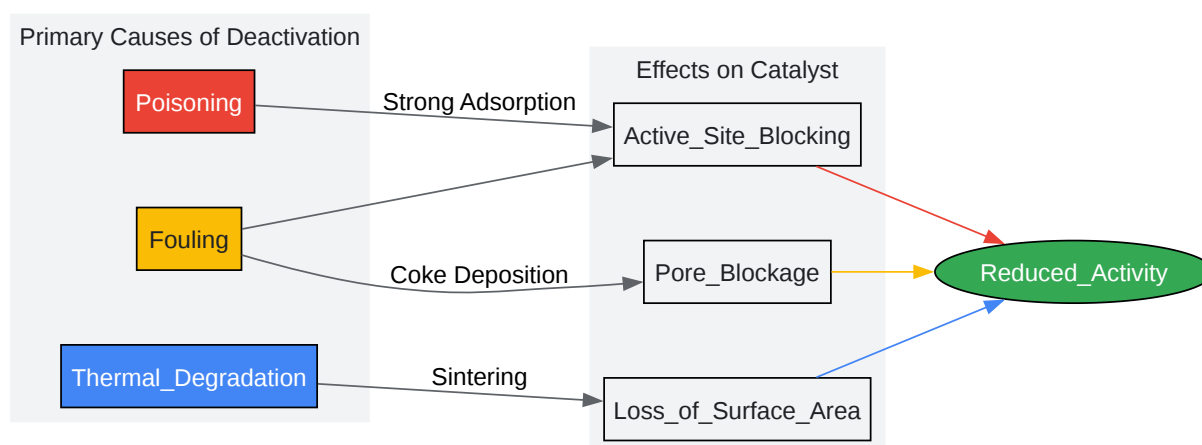 Primary Causes of Deactivation
Poisoning
Fouling
Thermal_Degradation
Strong Adsorption
Coke Deposition
Sintering
Effects on Catalyst
Active_Site_Blocking
Pore_Blockage
Loss_of_Surface_Area
Reduced_Activity